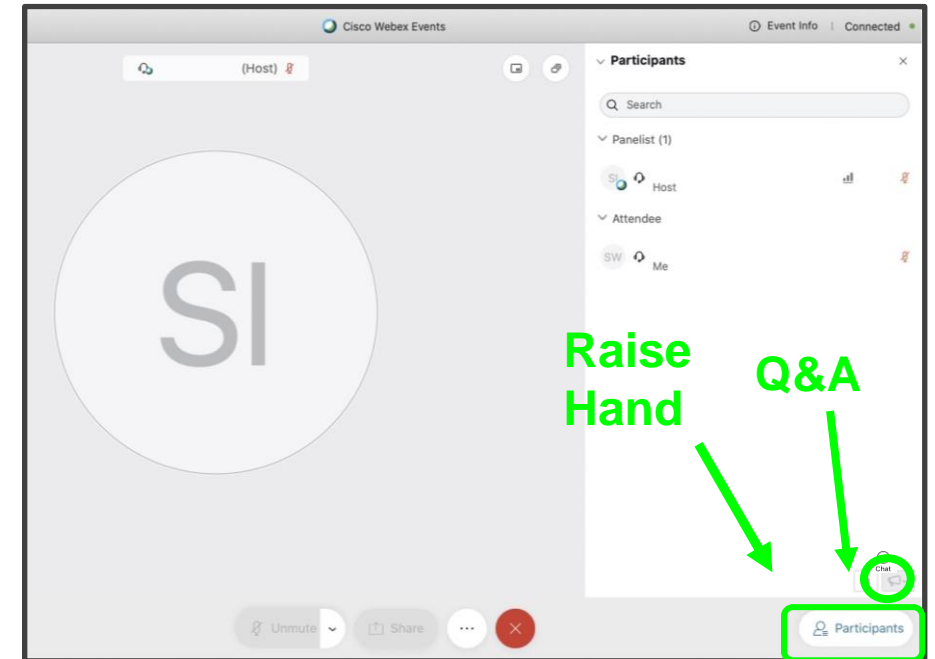 Cisco Webex Events
Event Info | Connected
(Host)
Participants
Search
Panelist (1)
SI
Host
Attendee
SW
Me
SI
Raise
Hand
Q&A
Chat
Unmute
Share
Participants